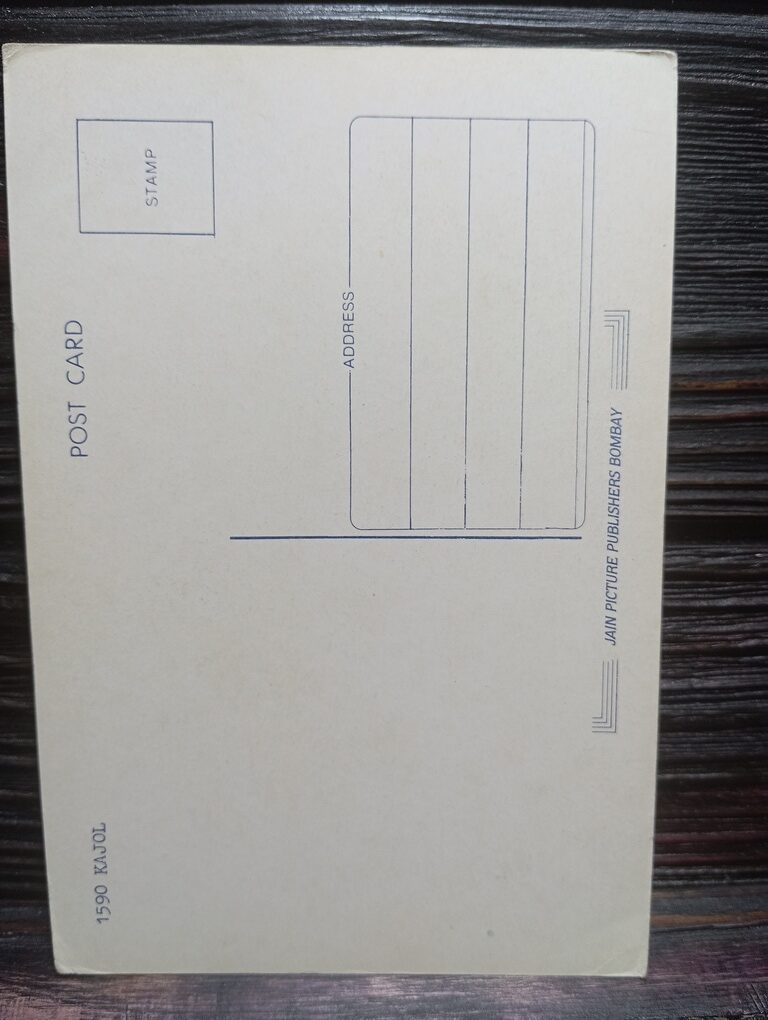 1590 KAJOL
POST CARD
STAMP
ADDRESS
JAIN PICTURE PUBLISHERS BOMBAY